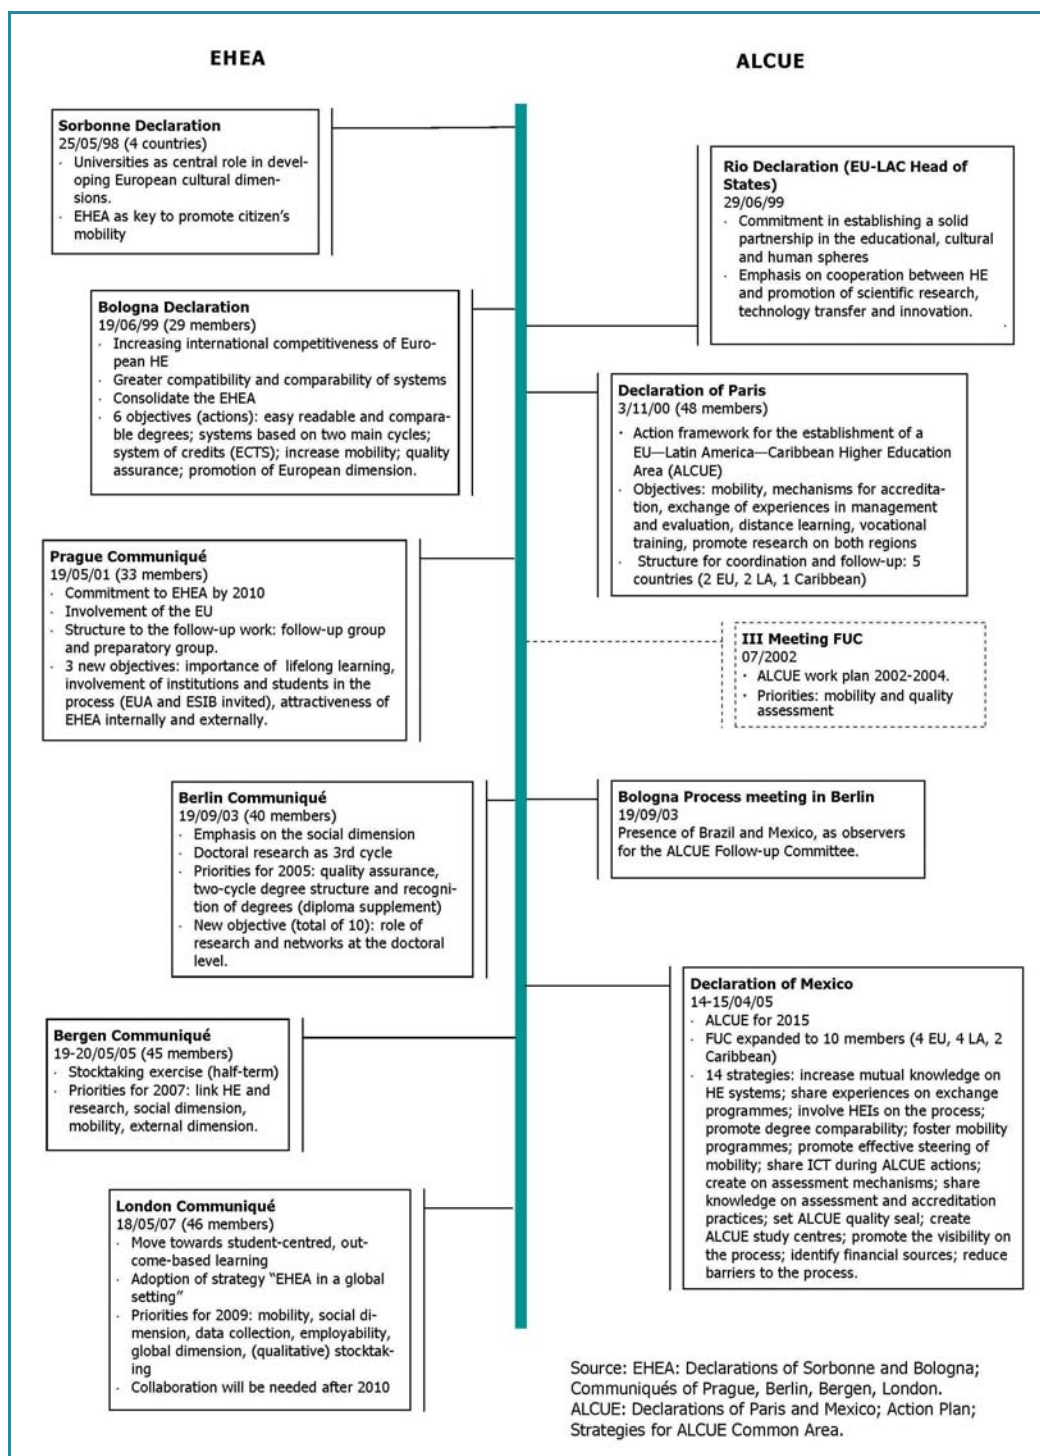 EHEA
ALCUE
Sorbonne Declaration
25/05/98 (4 countries)
· Universities as central role in devel-
oping European cultural dimen-
sions.
· EHEA as key to promote citizen's
mobility
Rio Declaration (EU-LAC Head of
States)
29/06/99
· Commitment in establishing a solid
partnership in the educational, cultural
and human spheres
· Emphasis on cooperation between HE
and promotion of scientific research,
technology transfer and innovation.
Bologna Declaration
19/06/99 (29 members)
· Increasing international competitiveness of Euro-
pean HE
· Greater compatibility and comparability of systems
· Consolidate the EHEA
· 6 objectives (actions): easy readable and compara-
ble degrees; systems based on two main cycles;
system of credits (ECTS); increase mobility; quality
assurance; promotion of European dimension.
Declaration of Paris
3/11/00 (48 members)
· Action framework for the establishment of a
EU—Latin America—Caribbean Higher Education
Area (ALCUE)
· Objectives: mobility, mechanisms for accredita-
tion, exchange of experiences in management
and evaluation, distance learning, vocational
training, promote research on both regions
· Structure for coordination and follow-up: 5
countries (2 EU, 2 LA, 1 Caribbean)
Prague Communiqué
19/05/01 (33 members)
· Commitment to EHEA by 2010
· Involvement of the EU
· Structure to the follow-up work: follow-up group
and preparatory group.
· 3 new objectives: importance of lifelong learning,
involvement of institutions and students in the
process (EUA and ESIB invited), attractiveness of
EHEA internally and externally.
III Meeting FUC
07/2002
· ALCUE work plan 2002-2004.
· Priorities: mobility and quality
assessment
Berlin Communiqué
19/09/03 (40 members)
· Emphasis on the social dimension
· Doctoral research as 3rd cycle
· Priorities for 2005: quality assurance,
two-cycle degree structure and recogni-
tion of degrees (diploma supplement)
· New objective (total of 10): role of
research and networks at the doctoral
level.
Bologna Process meeting in Berlin
19/09/03
Presence of Brazil and Mexico, as observers
for the ALCUE Follow-up Committee.
Declaration of Mexico
14-15/04/05
· ALCUE for 2015
· FUC expanded to 10 members (4 EU, 4 LA, 2
Caribbean)
· 14 strategies: increase mutual knowledge on
HE systems; share experiences on exchange
programmes; involve HEIs on the process;
promote degree comparability; foster mobility
programmes; promote effective steering of
mobility; share ICT during ALCUE actions;
create on assessment mechanisms; share
knowledge on assessment and accreditation
practices; set ALCUE quality seal; create
ALCUE study centres; promote the visibility on
the process; identify financial sources; reduce
barriers to the process.
Bergen Communiqué
19-20/05/05 (45 members)
· Stocktaking exercise (half-term)
· Priorities for 2007: link HE and
research, social dimension,
mobility, external dimension.
London Communiqué
18/05/07 (46 members)
· Move towards student-centred, out-
come-based learning
· Adoption of strategy "EHEA in a global
setting"
· Priorities for 2009: mobility, social di-
mension, data collection, employability,
global dimension, (qualitative) stocktak-
ing
· Collaboration will be needed after 2010
Source: EHEA: Declarations of Sorbonne and Bologna;
Communiqués of Prague, Berlin, Bergen, London.
ALCUE: Declarations of Paris and Mexico; Action Plan;
Strategies for ALCUE Common Area.